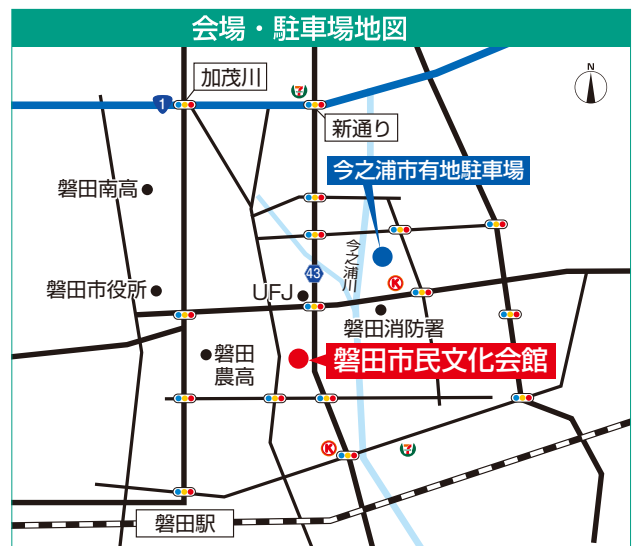 会場・駐車場地図
加茂川
N
7
1
新通り
今之浦市有地駐車場
磐田南高
今之浦川
43
K
磐田市役所
UFJ
磐田消防署
磐田
農高
磐田市民文化会館
K
7
磐田駅